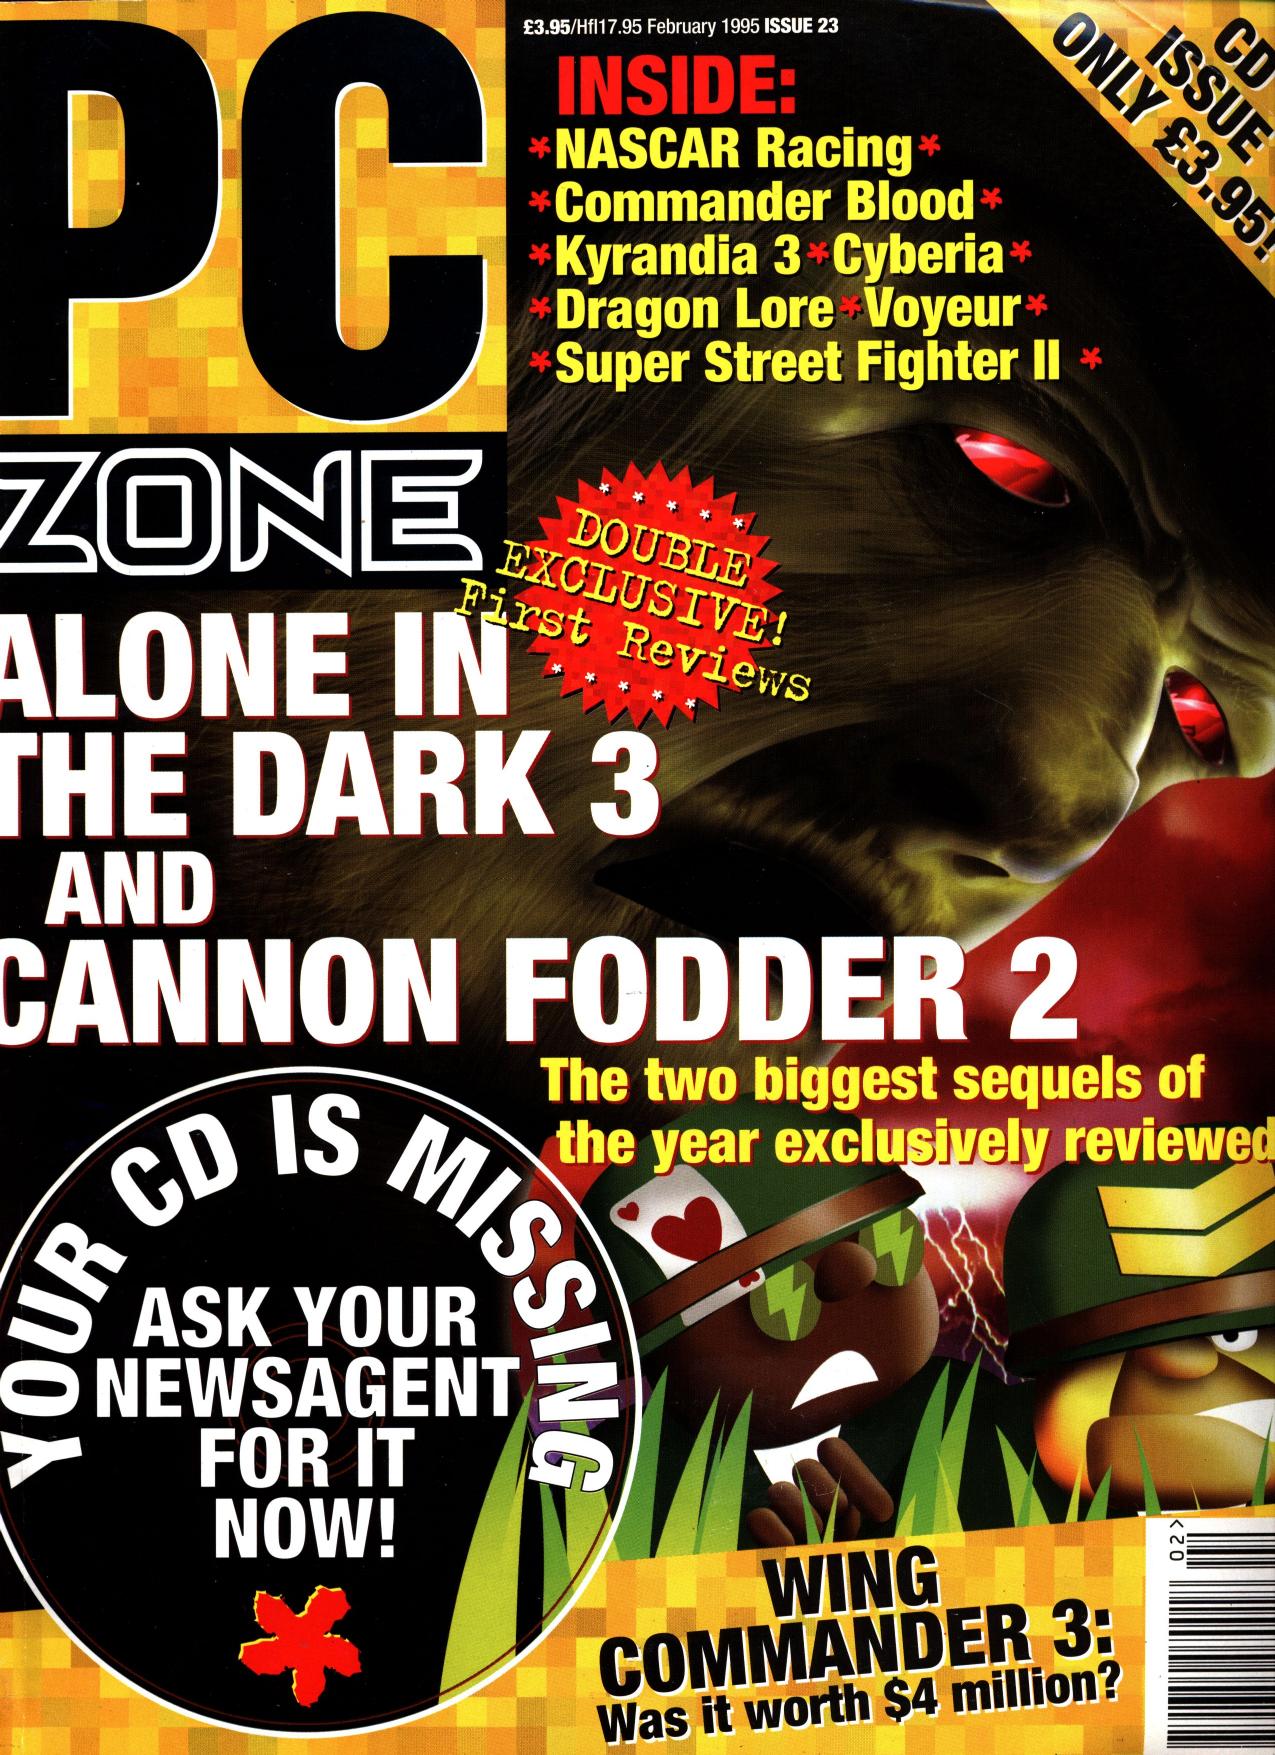 £3.95/Hfl17.95 February 1995 ISSUE 23
CD
ISSUE
ONLY £3.95!
PC
ZONE
INSIDE:
*NASCAR Racing*
*Commander Blood*
*Kyrandia 3*Cyberia*
*Dragon Lore*Voyeur*
*Super Street Fighter II *
DOUBLE
EXCLUSIVE!
First Reviews
ALONE IN
THE DARK 3
AND
CANNON FODDER 2
The two biggest sequels of
the year exclusively reviewed
YOUR CD IS MISSING
ASK YOUR
NEWSAGENT
FOR IT
NOW!
WING
COMMANDER 3:
Was it worth $4 million?
02>